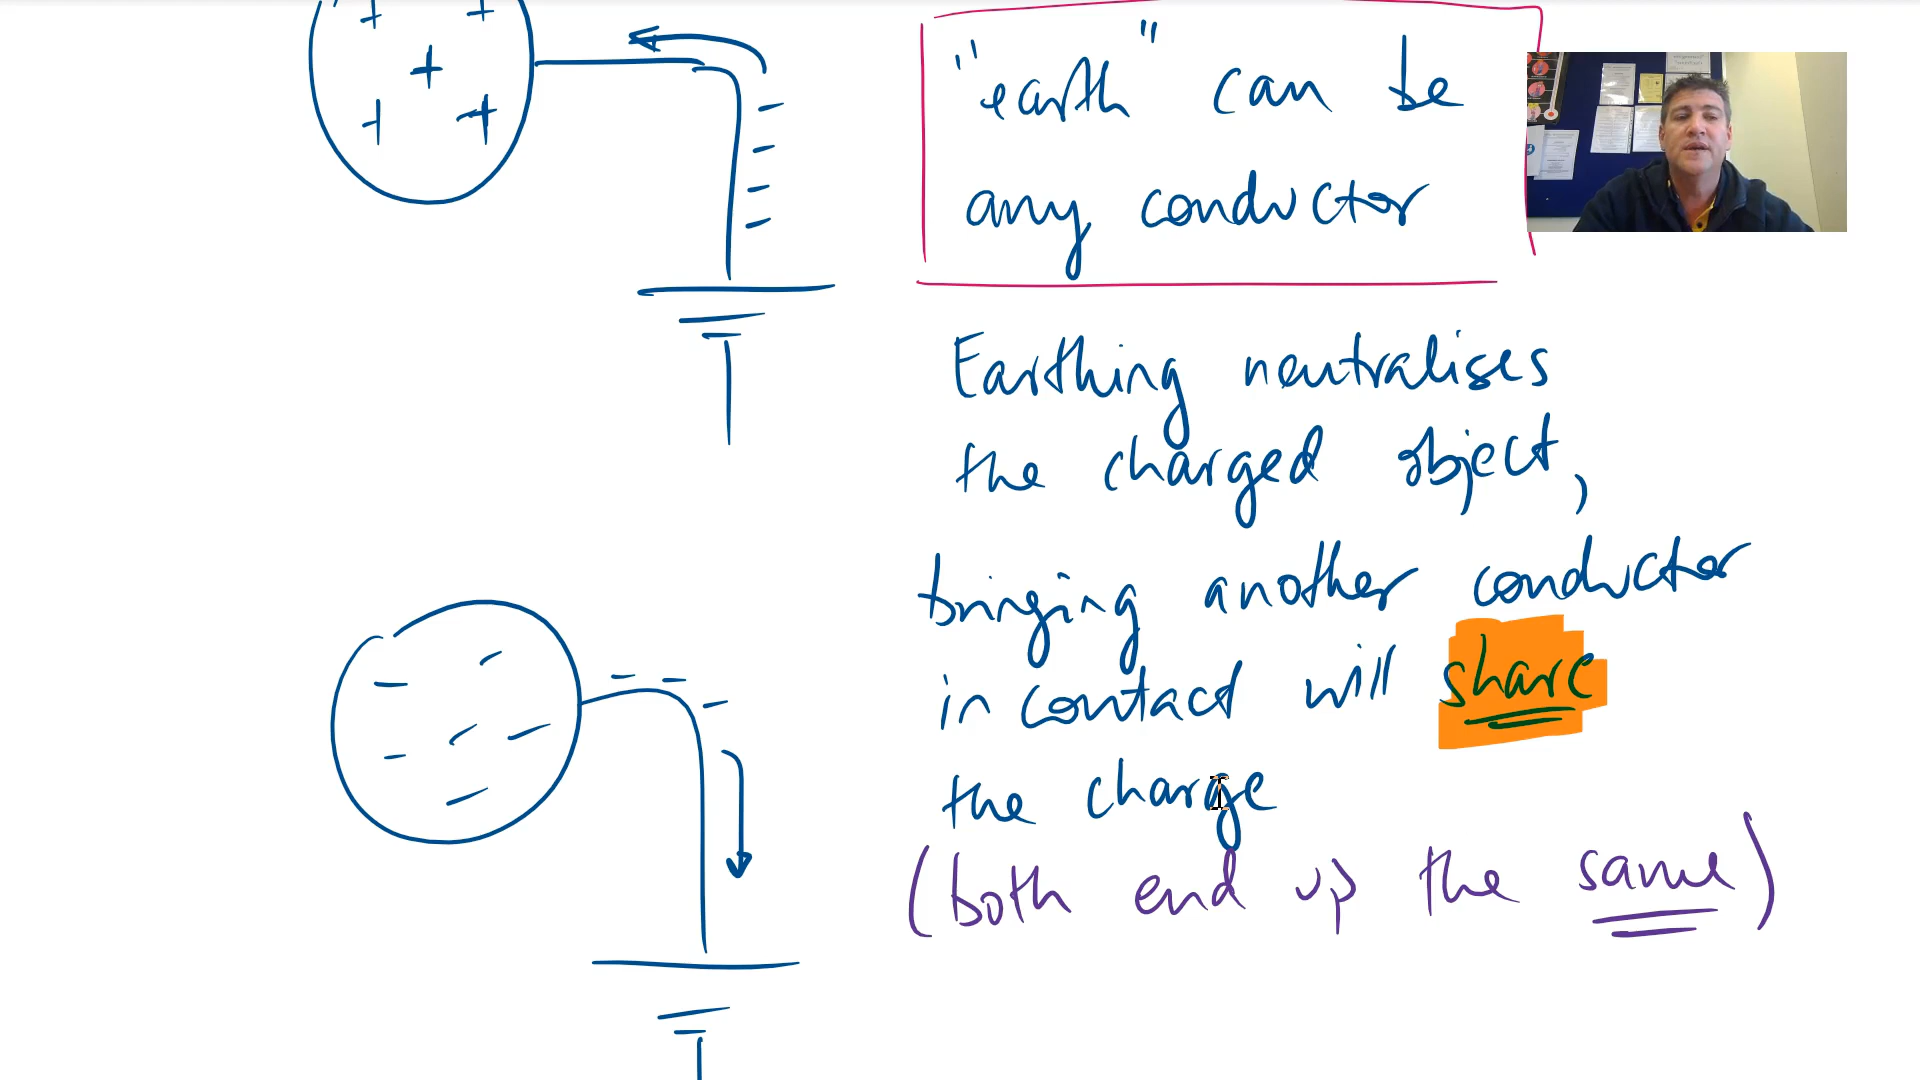 "earth" can be
any conductor
Earthing neutralises
the charged object,
bringing another conductor
in contact will share
the charge
(both end up the same)